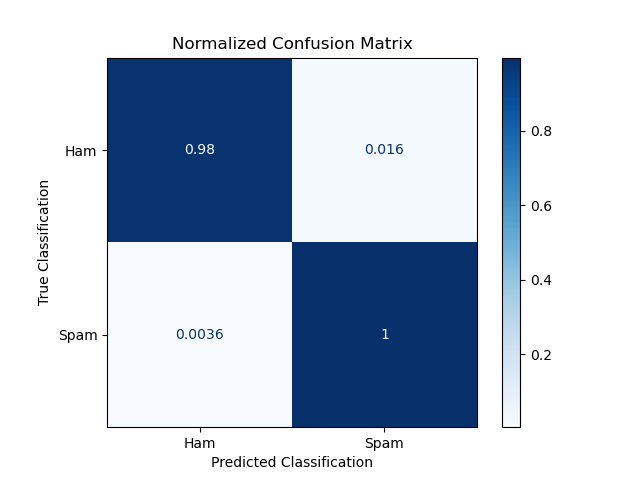 Normalized Confusion Matrix
True Classification
Ham
0.98
0.016
Spam
0.0036
1
Ham
Spam
Predicted Classification
0.8
0.6
0.4
0.2